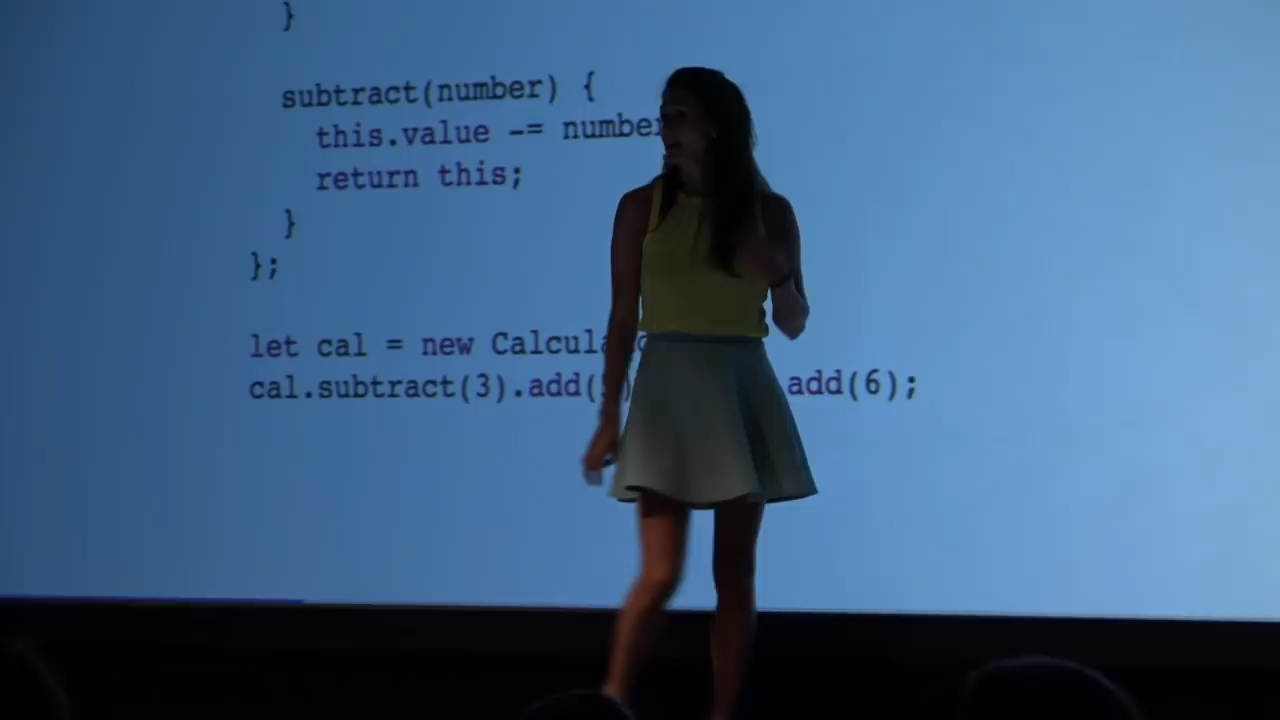 }
subtract(number) {
this.value -= number
return this;
}
};
let cal = new Calcula
cal.subtract(3).add( add(6);